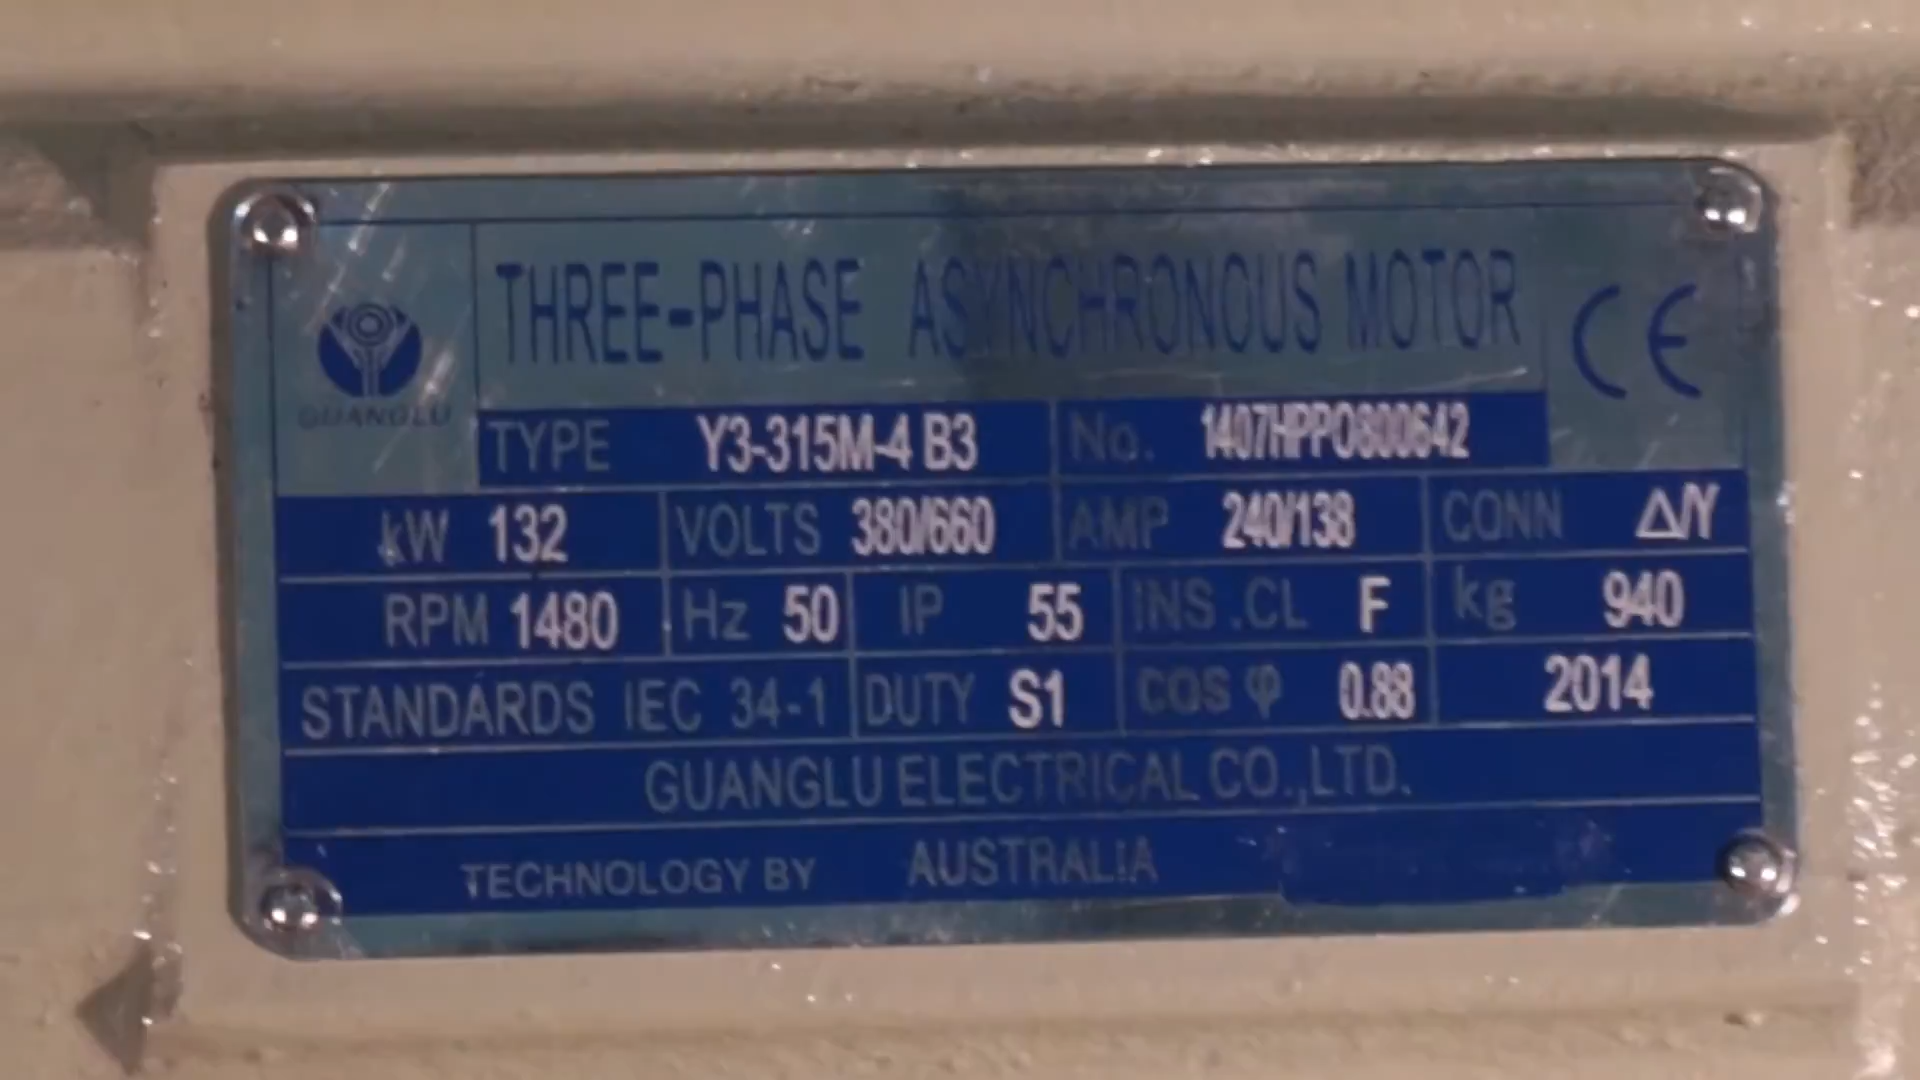 THREE-PHASE ASYNCHRONOUS MOTOR
CE
GUANGLU
TYPE Y3-315M-4 B3 No. 1407HPPO800642
kW 132 VOLTS 380/660 AMP 240/138 CONN Δ/Y
RPM 1480 Hz 50 IP 55 INS.CL F kg 940
STANDARDS IEC 34-1 DUTY S1 COS φ 0.88 2014
GUANGLU ELECTRICAL CO.,LTD.
TECHNOLOGY BY AUSTRALIA